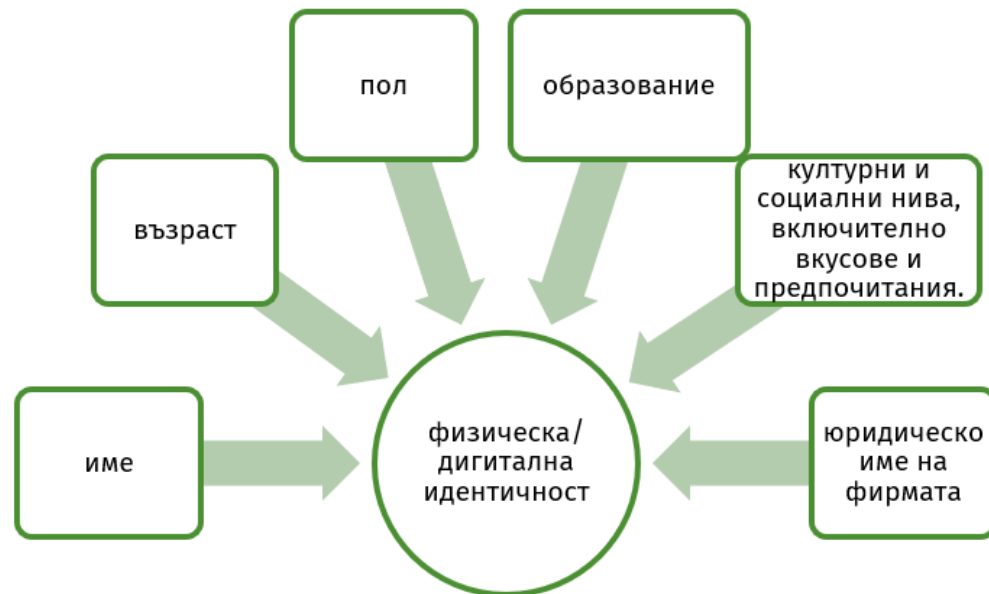 пол
образование
възраст
културни и
социални нива,
включително
вкусове и
предпочитания.
име
физическа/
дигитална
идентичност
юридическо
име на
фирмата